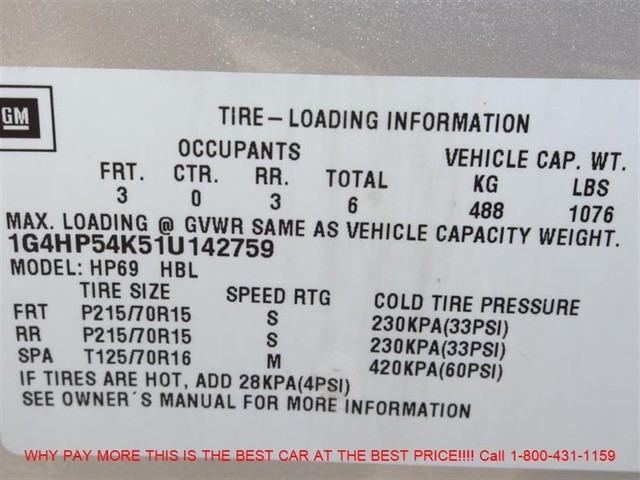 GM
TIRE-LOADING INFORMATION
OCCUPANTS VEHICLE CAP. WT.
FRT. CTR. RR. TOTAL KG LBS
3 0 3 6 488 1076
MAX. LOADING @ GVWR SAME AS VEHICLE CAPACITY WEIGHT.
1G4HP54K51U142759
MODEL: HP69 HBL
TIRE SIZE SPEED RTG COLD TIRE PRESSURE
FRT P215/70R15 S 230KPA(33PSI)
RR P215/70R15 S 230KPA(33PSI)
SPA T125/70R16 M 420KPA(60PSI)
IF TIRES ARE HOT, ADD 28KPA(4PSI)
SEE OWNER'S MANUAL FOR MORE INFORMATION
WHY PAY MORE THIS IS THE BEST CAR AT THE BEST PRICE!!!! Call 1-800-431-1159